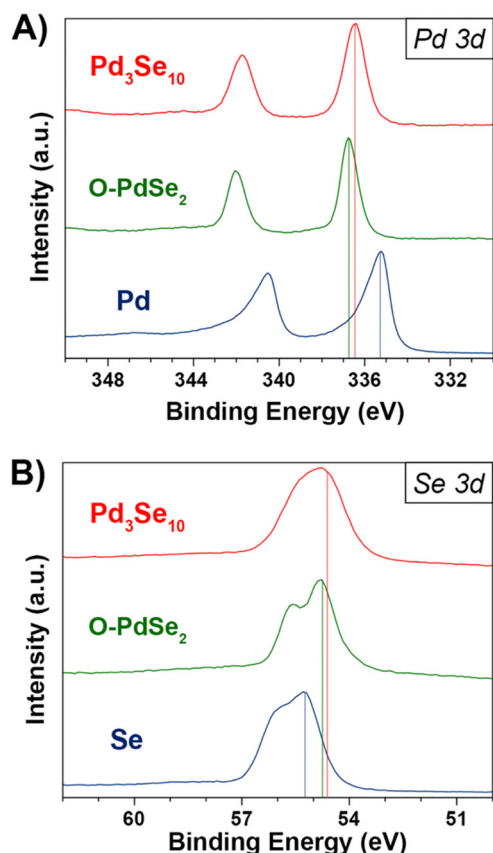 A)
Pd 3d
Pd₃Se₁₀
O-PdSe₂
Pd
Intensity (a.u.)
348 344 340 336 332
Binding Energy (eV)
B)
Se 3d
Pd₃Se₁₀
O-PdSe₂
Se
Intensity (a.u.)
60 57 54 51
Binding Energy (eV)